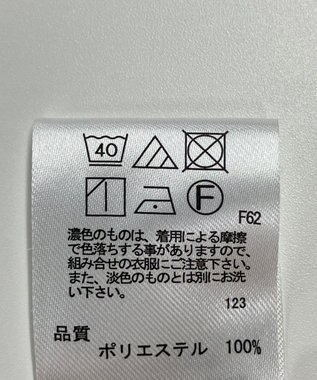 40
F
F62
濃色のものは、着用による摩擦
で色落ちする事がありますので、
組み合せの衣服にご注意下さい。
また、淡色のものとは別にお洗
い下さい。
123
品質
ポリエステル 100%